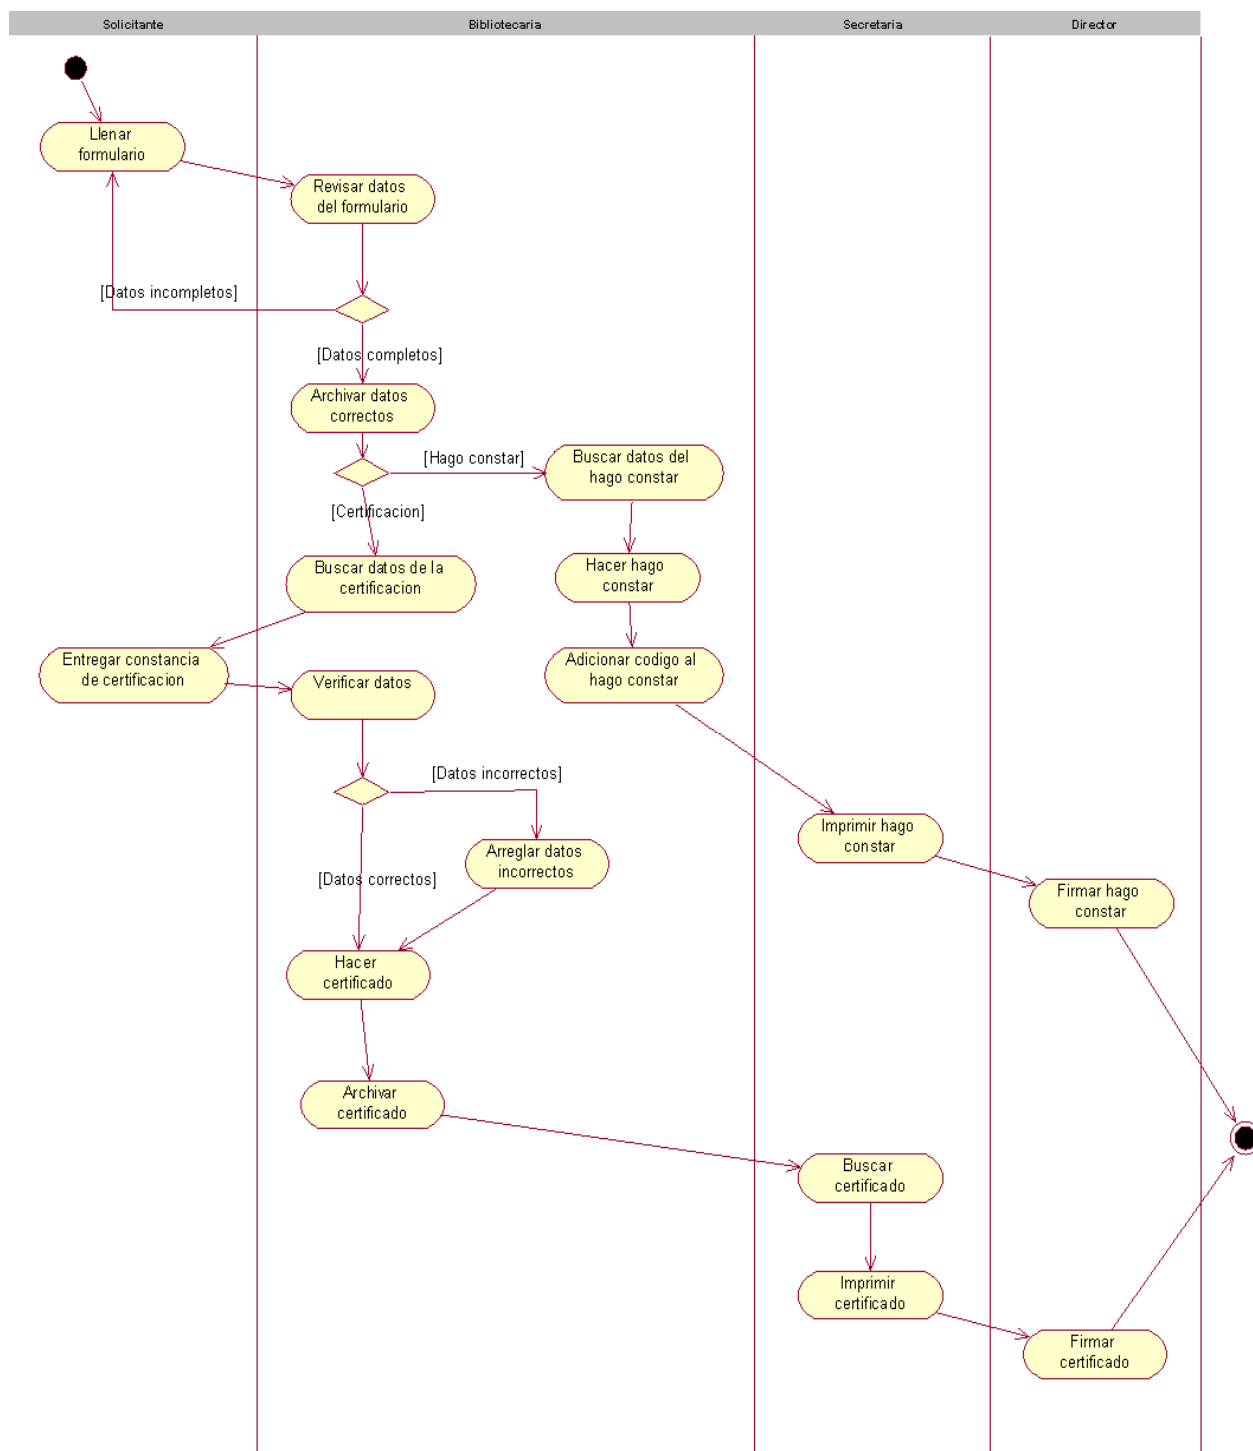 Solicitante
Bibliotecaria
Secretaria
Director
Llenar
formulario
Revisar datos
del formulario
[Datos incompletos]
[Datos completos]
Archivar datos
correctos
[Hago constar]
Buscar datos del
hago constar
[Certificacion]
Buscar datos de la
certificacion
Hacer hago
constar
Entregar constancia
de certificacion
Verificar datos
Adicionar codigo al
hago constar
[Datos incorrectos]
Imprimir hago
constar
Arreglar datos
incorrectos
[Datos correctos]
Firmar hago
constar
Hacer
certificado
Archivar
certificado
Buscar
certificado
Imprimir
certificado
Firmar
certificado